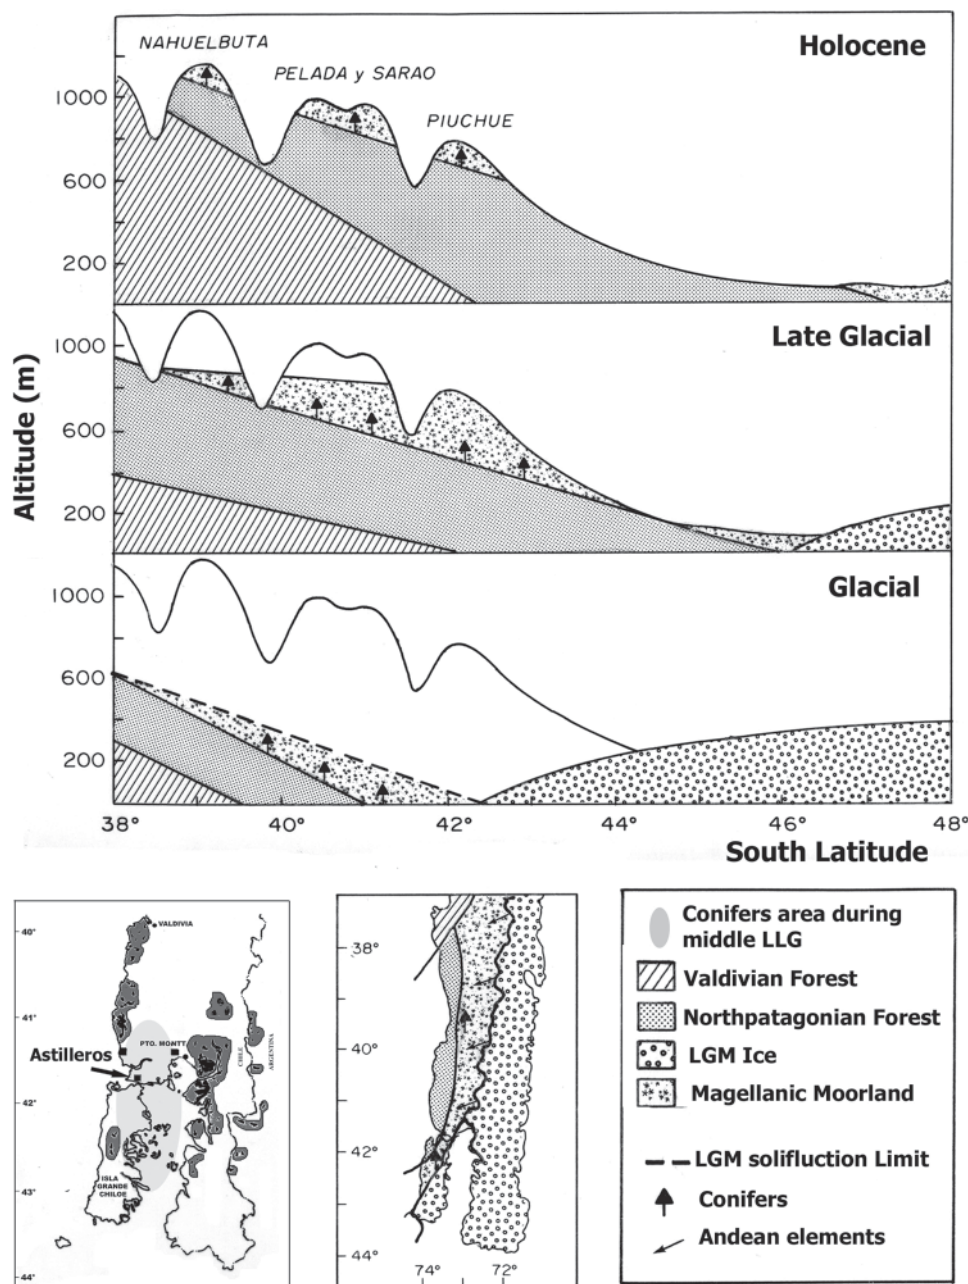 Holocene
NAHUELBUTA
PELADA y SARAO
PIUCHUE
1000
600
200
Late Glacial
1000
600
200
Altitude (m)
Glacial
1000
600
200
38°
40°
42°
44°
46°
48°
South Latitude
40°
41°
42°
43°
44°
VALDIVIA
PTO. MONTT
CHILE
ARGENTINA
Astilleros
ISLA
GRANDE
CHILOE
38°
40°
42°
44°
74°
72°
Conifers area during
middle LLG
Valdivian Forest
Northpatagonian Forest
LGM Ice
Magellanic Moorland
LGM solifluction Limit
Conifers
Andean elements